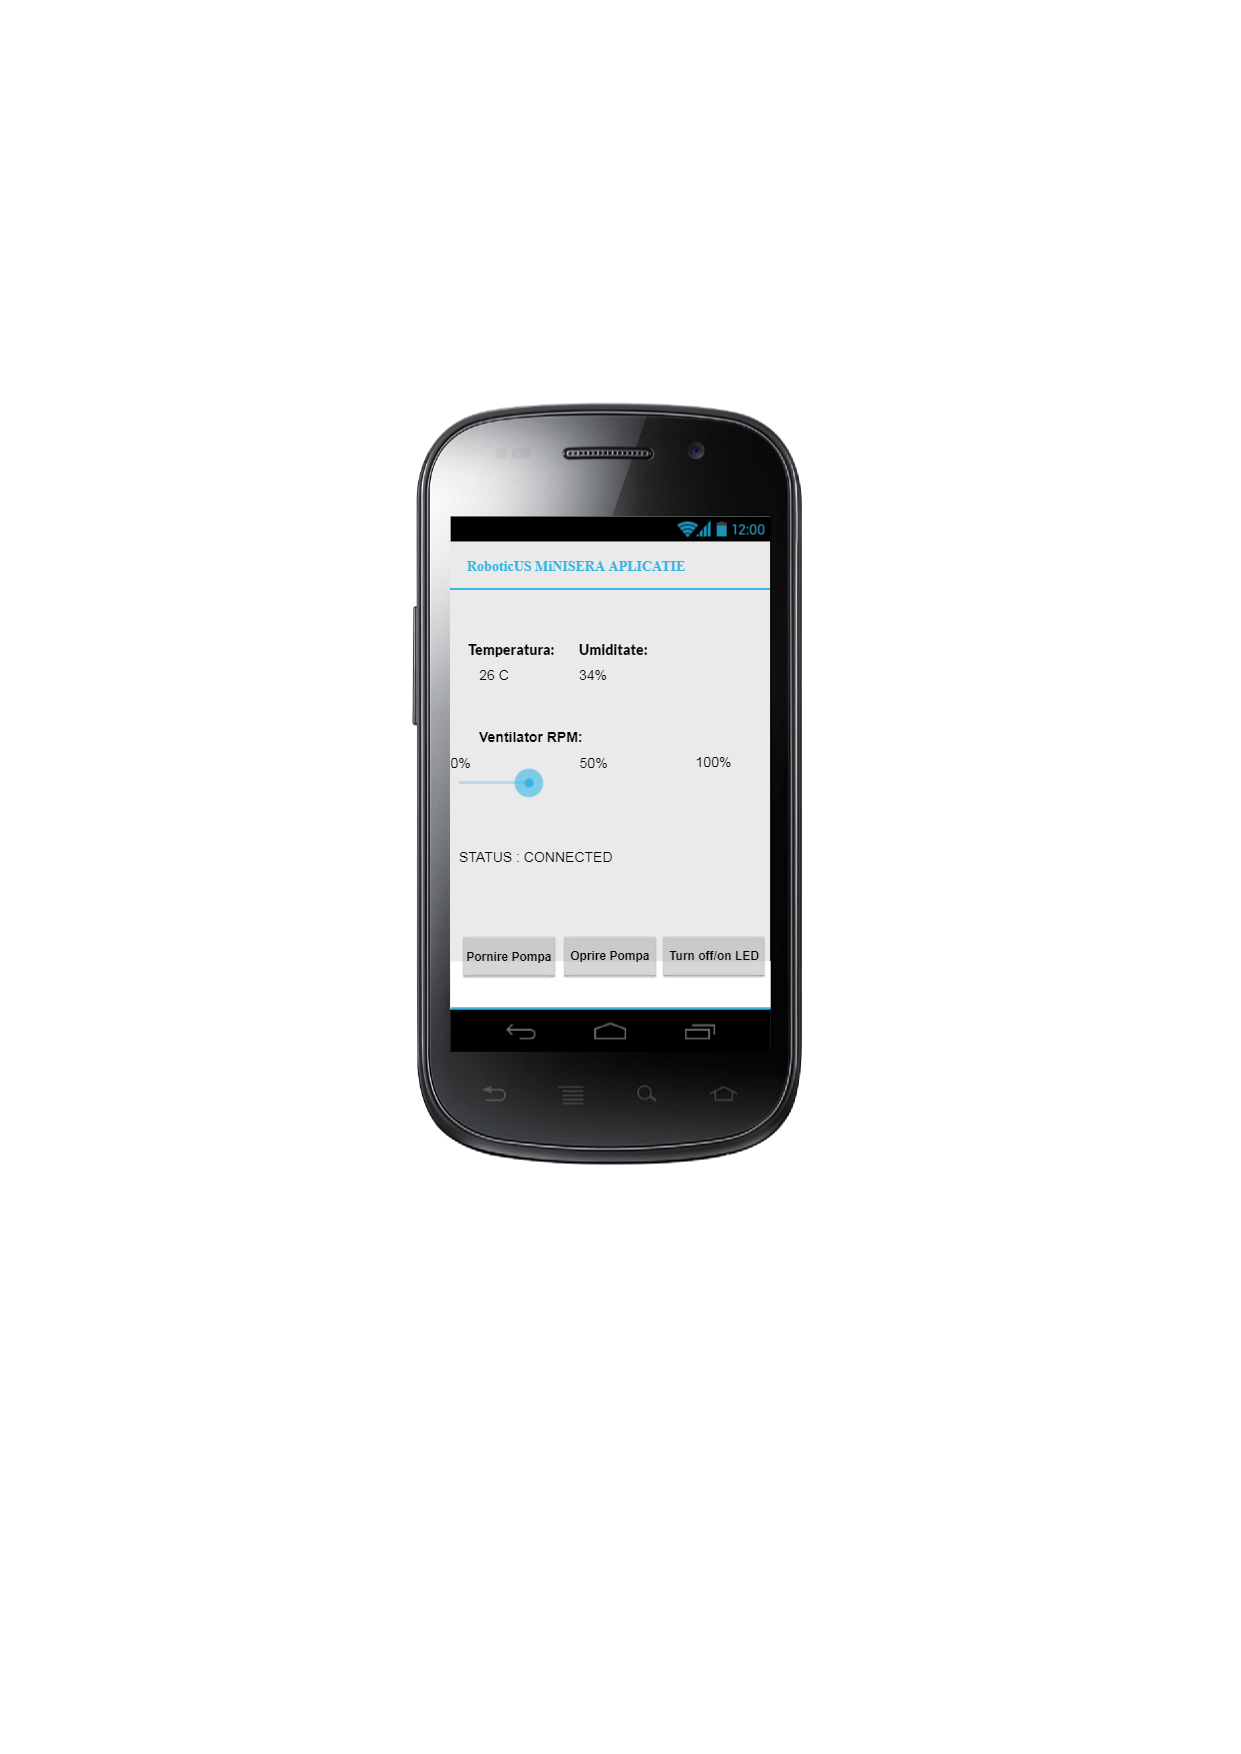 12:00
RoboticUS MiNISERA APLICATIE
Temperatura: Umiditate:
26 C 34%
Ventilator RPM:
0% 50% 100%
STATUS : CONNECTED
Pornire Pompa Oprire Pompa Turn off/on LED